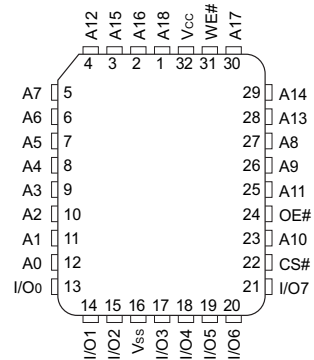 A12 A15 A16 A18 Vcc WE# A17
4 3 2 1 32 31 30
A7 5 29 A14
A6 6 28 A13
A5 7 27 A8
A4 8 26 A9
A3 9 25 A11
A2 10 24 OE#
A1 11 23 A10
A0 12 22 CS#
I/O0 13 21 I/O7
14 15 16 17 18 19 20
I/O1 I/O2 Vss I/O3 I/O4 I/O5 I/O6